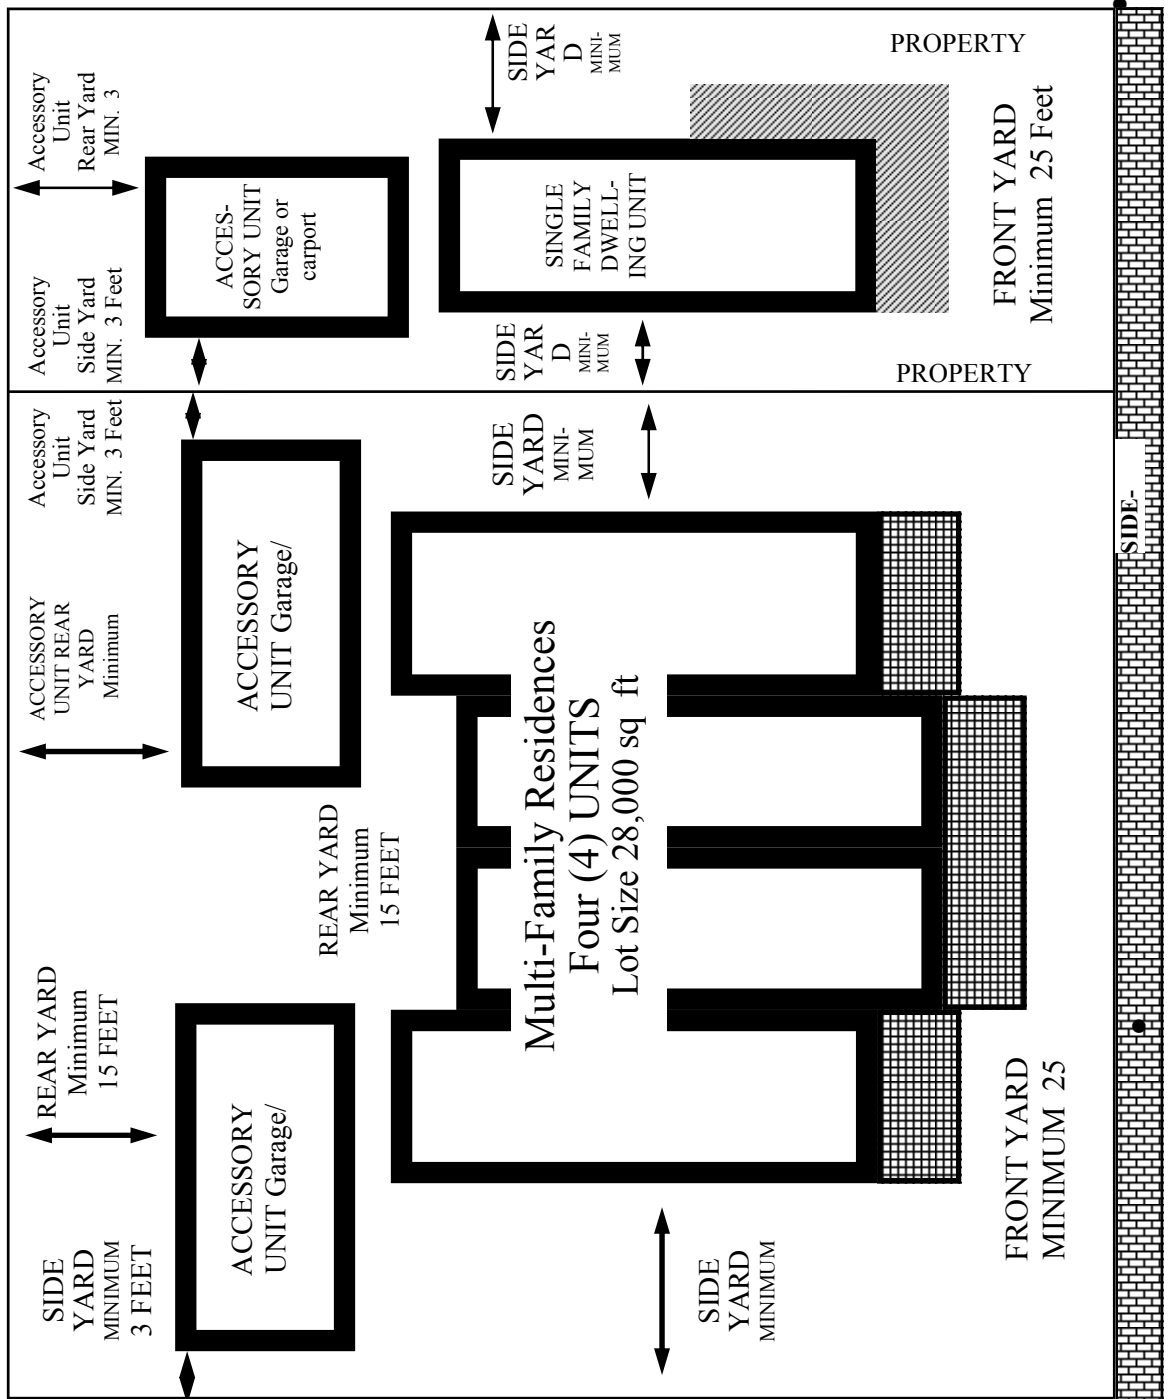 SIDE
YARD
MINIMUM
3 FEET
REAR YARD
Minimum
15 FEET
ACCESSORY
UNIT REAR
YARD
Minimum
Accessory
Unit
Side Yard
MIN. 3 Feet
Accessory
Unit
Side Yard
MIN. 3 Feet
Accessory
Unit
Rear Yard
MIN. 3
ACCESSORY
UNIT Garage/
ACCESSORY
UNIT Garage/
ACCES-
SORY UNIT
Garage or
carport
REAR YARD
Minimum
15 FEET
SIDE
YARD
MINI-
MUM
SIDE
YAR
D
MINI-
MUM
SIDE
YAR
D
MINI-
MUM
Multi-Family Residences
Four (4) UNITS
Lot Size 28,000 sq ft
SINGLE
FAMILY
DWELL-
ING UNIT
SIDE
YARD
MINIMUM
PROPERTY
PROPERTY
FRONT YARD
MINIMUM 25
FRONT YARD
Minimum 25 Feet
SIDE-